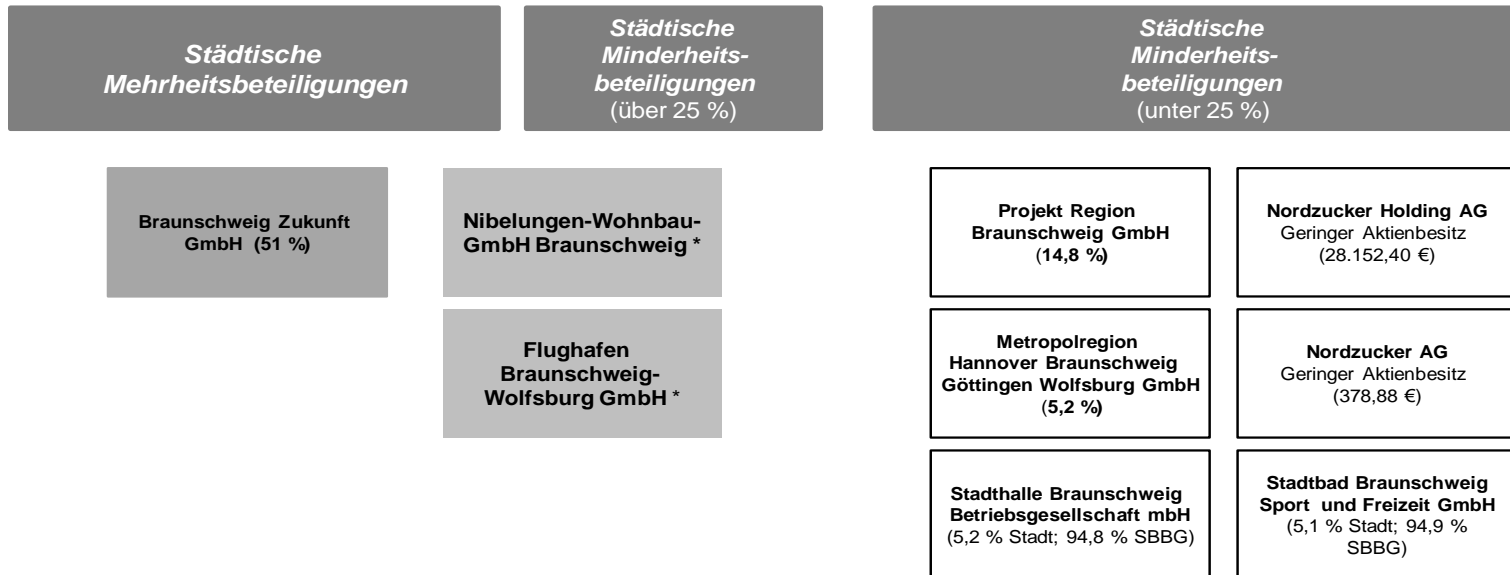 Städtische
Mehrheitsbeteiligungen
Städtische
Minderheits-
beteiligungen
(über 25 %)
Städtische
Minderheits-
beteiligungen
(unter 25 %)
Braunschweig Zukunft
GmbH (51 %)
Nibelungen-Wohnbau-
GmbH Braunschweig *
Flughafen
Braunschweig-
Wolfsburg GmbH *
Projekt Region
Braunschweig GmbH
(14,8 %)
Nordzucker Holding AG
Geringer Aktienbesitz
(28.152,40 €)
Metropolregion
Hannover Braunschweig
Göttingen Wolfsburg GmbH
(5,2 %)
Nordzucker AG
Geringer Aktienbesitz
(378,88 €)
Stadthalle Braunschweig
Betriebsgesellschaft mbH
(5,2 % Stadt; 94,8 % SBBG)
Stadtbad Braunschweig
Sport und Freizeit GmbH
(5,1 % Stadt; 94,9 %
SBBG)